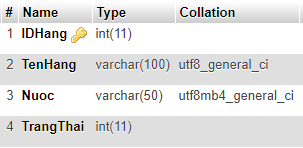 # Name Type Collation
1 IDHang int(11)
2 TenHang varchar(100) utf8_general_ci
3 Nuoc varchar(50) utf8mb4_general_ci
4 TrangThai int(11)